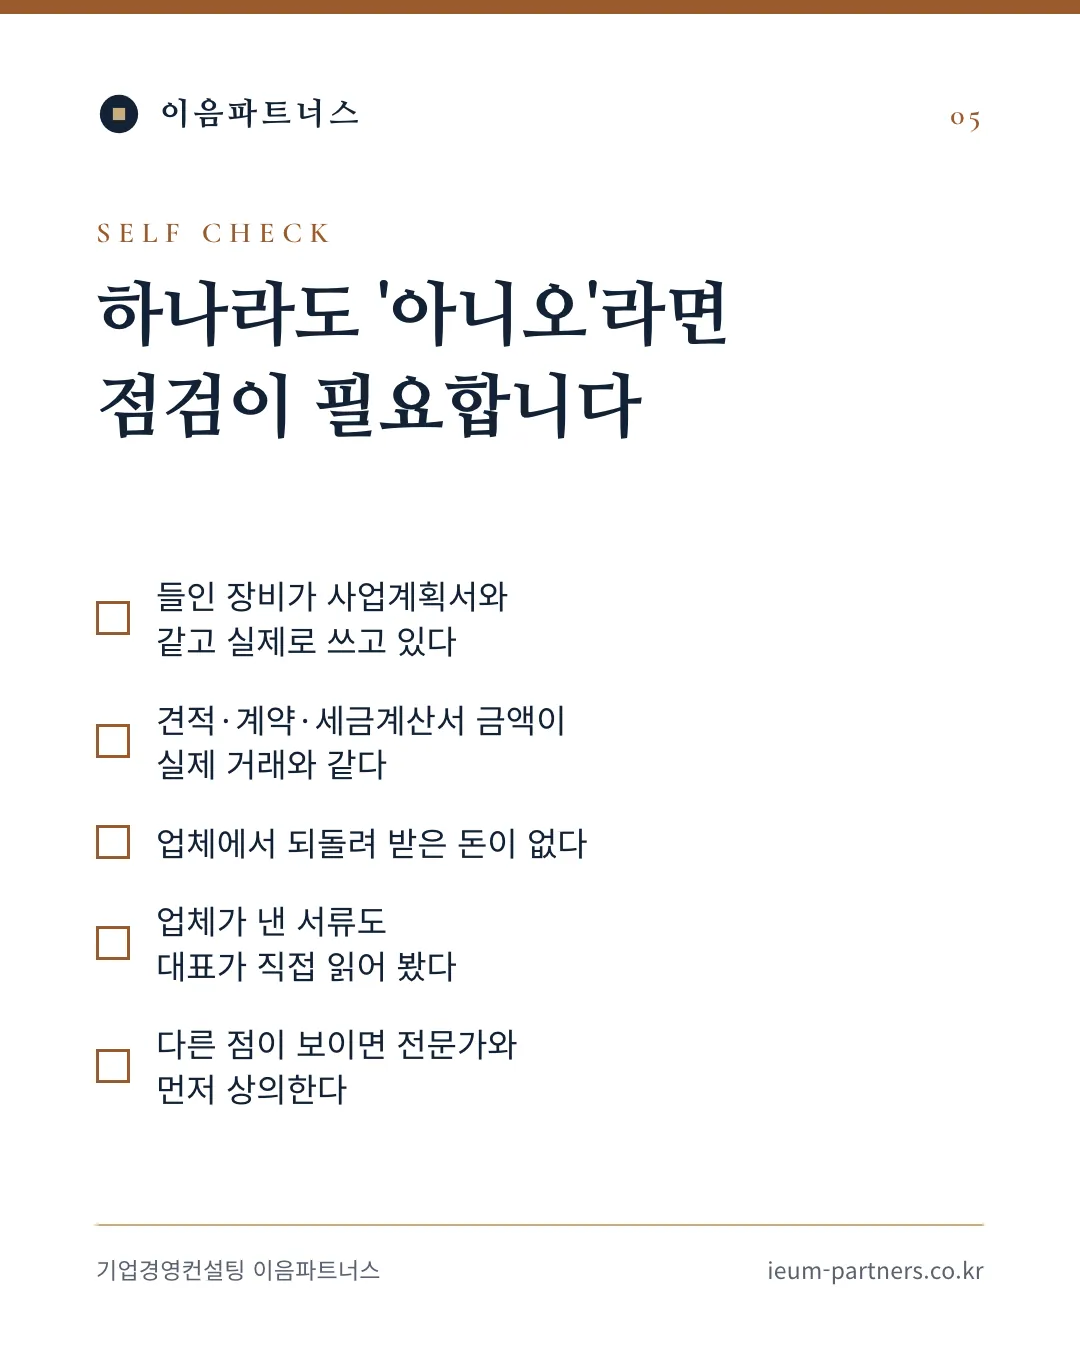 이음파트너스
05
SELF CHECK
하나라도 '아니오'라면
점검이 필요합니다
들인 장비가 사업계획서와
같고 실제로 쓰고 있다
견적·계약·세금계산서 금액이
실제 거래와 같다
업체에서 되돌려 받은 돈이 없다
업체가 낸 서류도
대표가 직접 읽어 봤다
다른 점이 보이면 전문가와
먼저 상의한다
기업경영컨설팅 이음파트너스
ieum-partners.co.kr